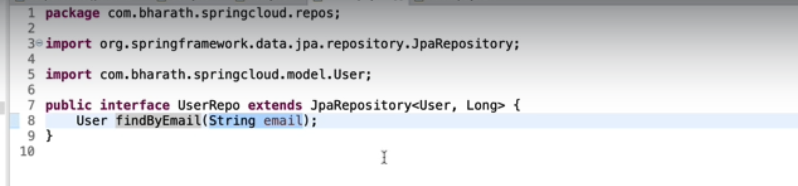 1 package com.bharath.springcloud.repos;
2
3 import org.springframework.data.jpa.repository.JpaRepository;
4
5 import com.bharath.springcloud.model.User;
6
7 public interface UserRepo extends JpaRepository<User, Long> {
8     User findByEmail(String email);
9 }
10